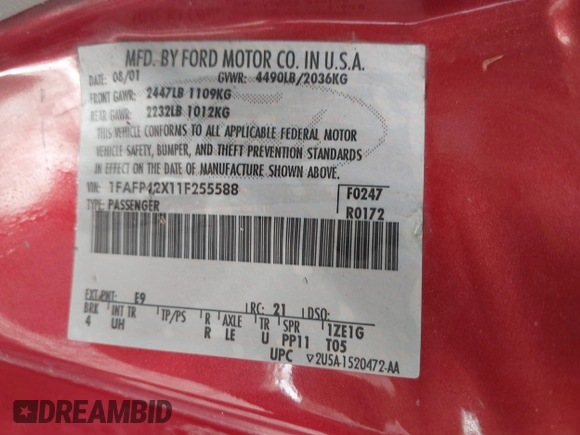 MFD. BY FORD MOTOR CO. IN U.S.A.
DATE: 08/01 GVWR: 4490LB/2036KG
FRONT GAWR: 2447LB 1109KG
REAR GAWR: 2232LB 1012KG
THIS VEHICLE CONFORMS TO ALL APPLICABLE FEDERAL MOTOR
VEHICLE SAFETY, BUMPER, AND THEFT PREVENTION STANDARDS
IN EFFECT ON THE DATE OF MANUFACTURE SHOWN ABOVE.
VIN: 1FAFP42X11F255588 F0247
TYPE: PASSENGER R0172
EXT PNT: E9 RC: 21 DSO:
BRK INT TR TP/PS R AXLE TR SPR 1ZE1G
4 UH R LE U PP11 T05
UPC ▽2U5A-1520472-AA
DREAMBID